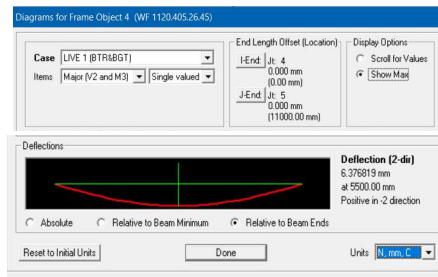 Diagrams for Frame Object 4 (WF 1120.405.26.45)
Case LIVE 1 (BTR&BGT)
Items Major (V2 and M3) Single valued
End Length Offset (Location)
I-End: Jt: 4
0.000 mm
(0.00 mm)
J-End: Jt: 5
0.000 mm
(11000.00 mm)
Display Options
Scroll for Values
Show Max
Deflections
Deflection (2-dir)
6.376819 mm
at 5500.00 mm
Positive in -2 direction
Absolute Relative to Beam Minimum Relative to Beam Ends
Reset to Initial Units Done Units N, mm, C